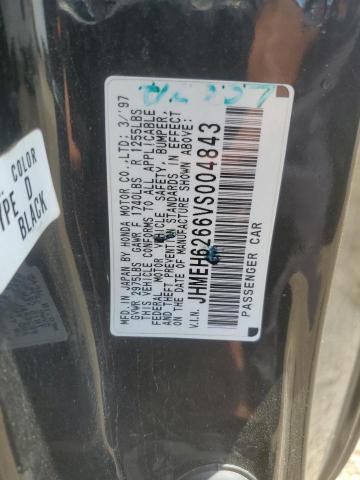 MFD. IN JAPAN BY HONDA MOTOR CO., LTD: 3/'97
GVWR 2975LBS GAWR F 1740LBS R 1255LBS
THIS VEHICLE CONFORMS TO ALL APPLICABLE
FEDERAL MOTOR VEHICLE SAFETY, BUMPER,
AND THEFT PREVENTION STANDARDS IN EFFECT
ON THE DATE OF MANUFACTURE SHOWN ABOVE:
V.I.N. JHMEH6266VS004843
PASSENGER CAR
COLOR
YPE D
BLACK